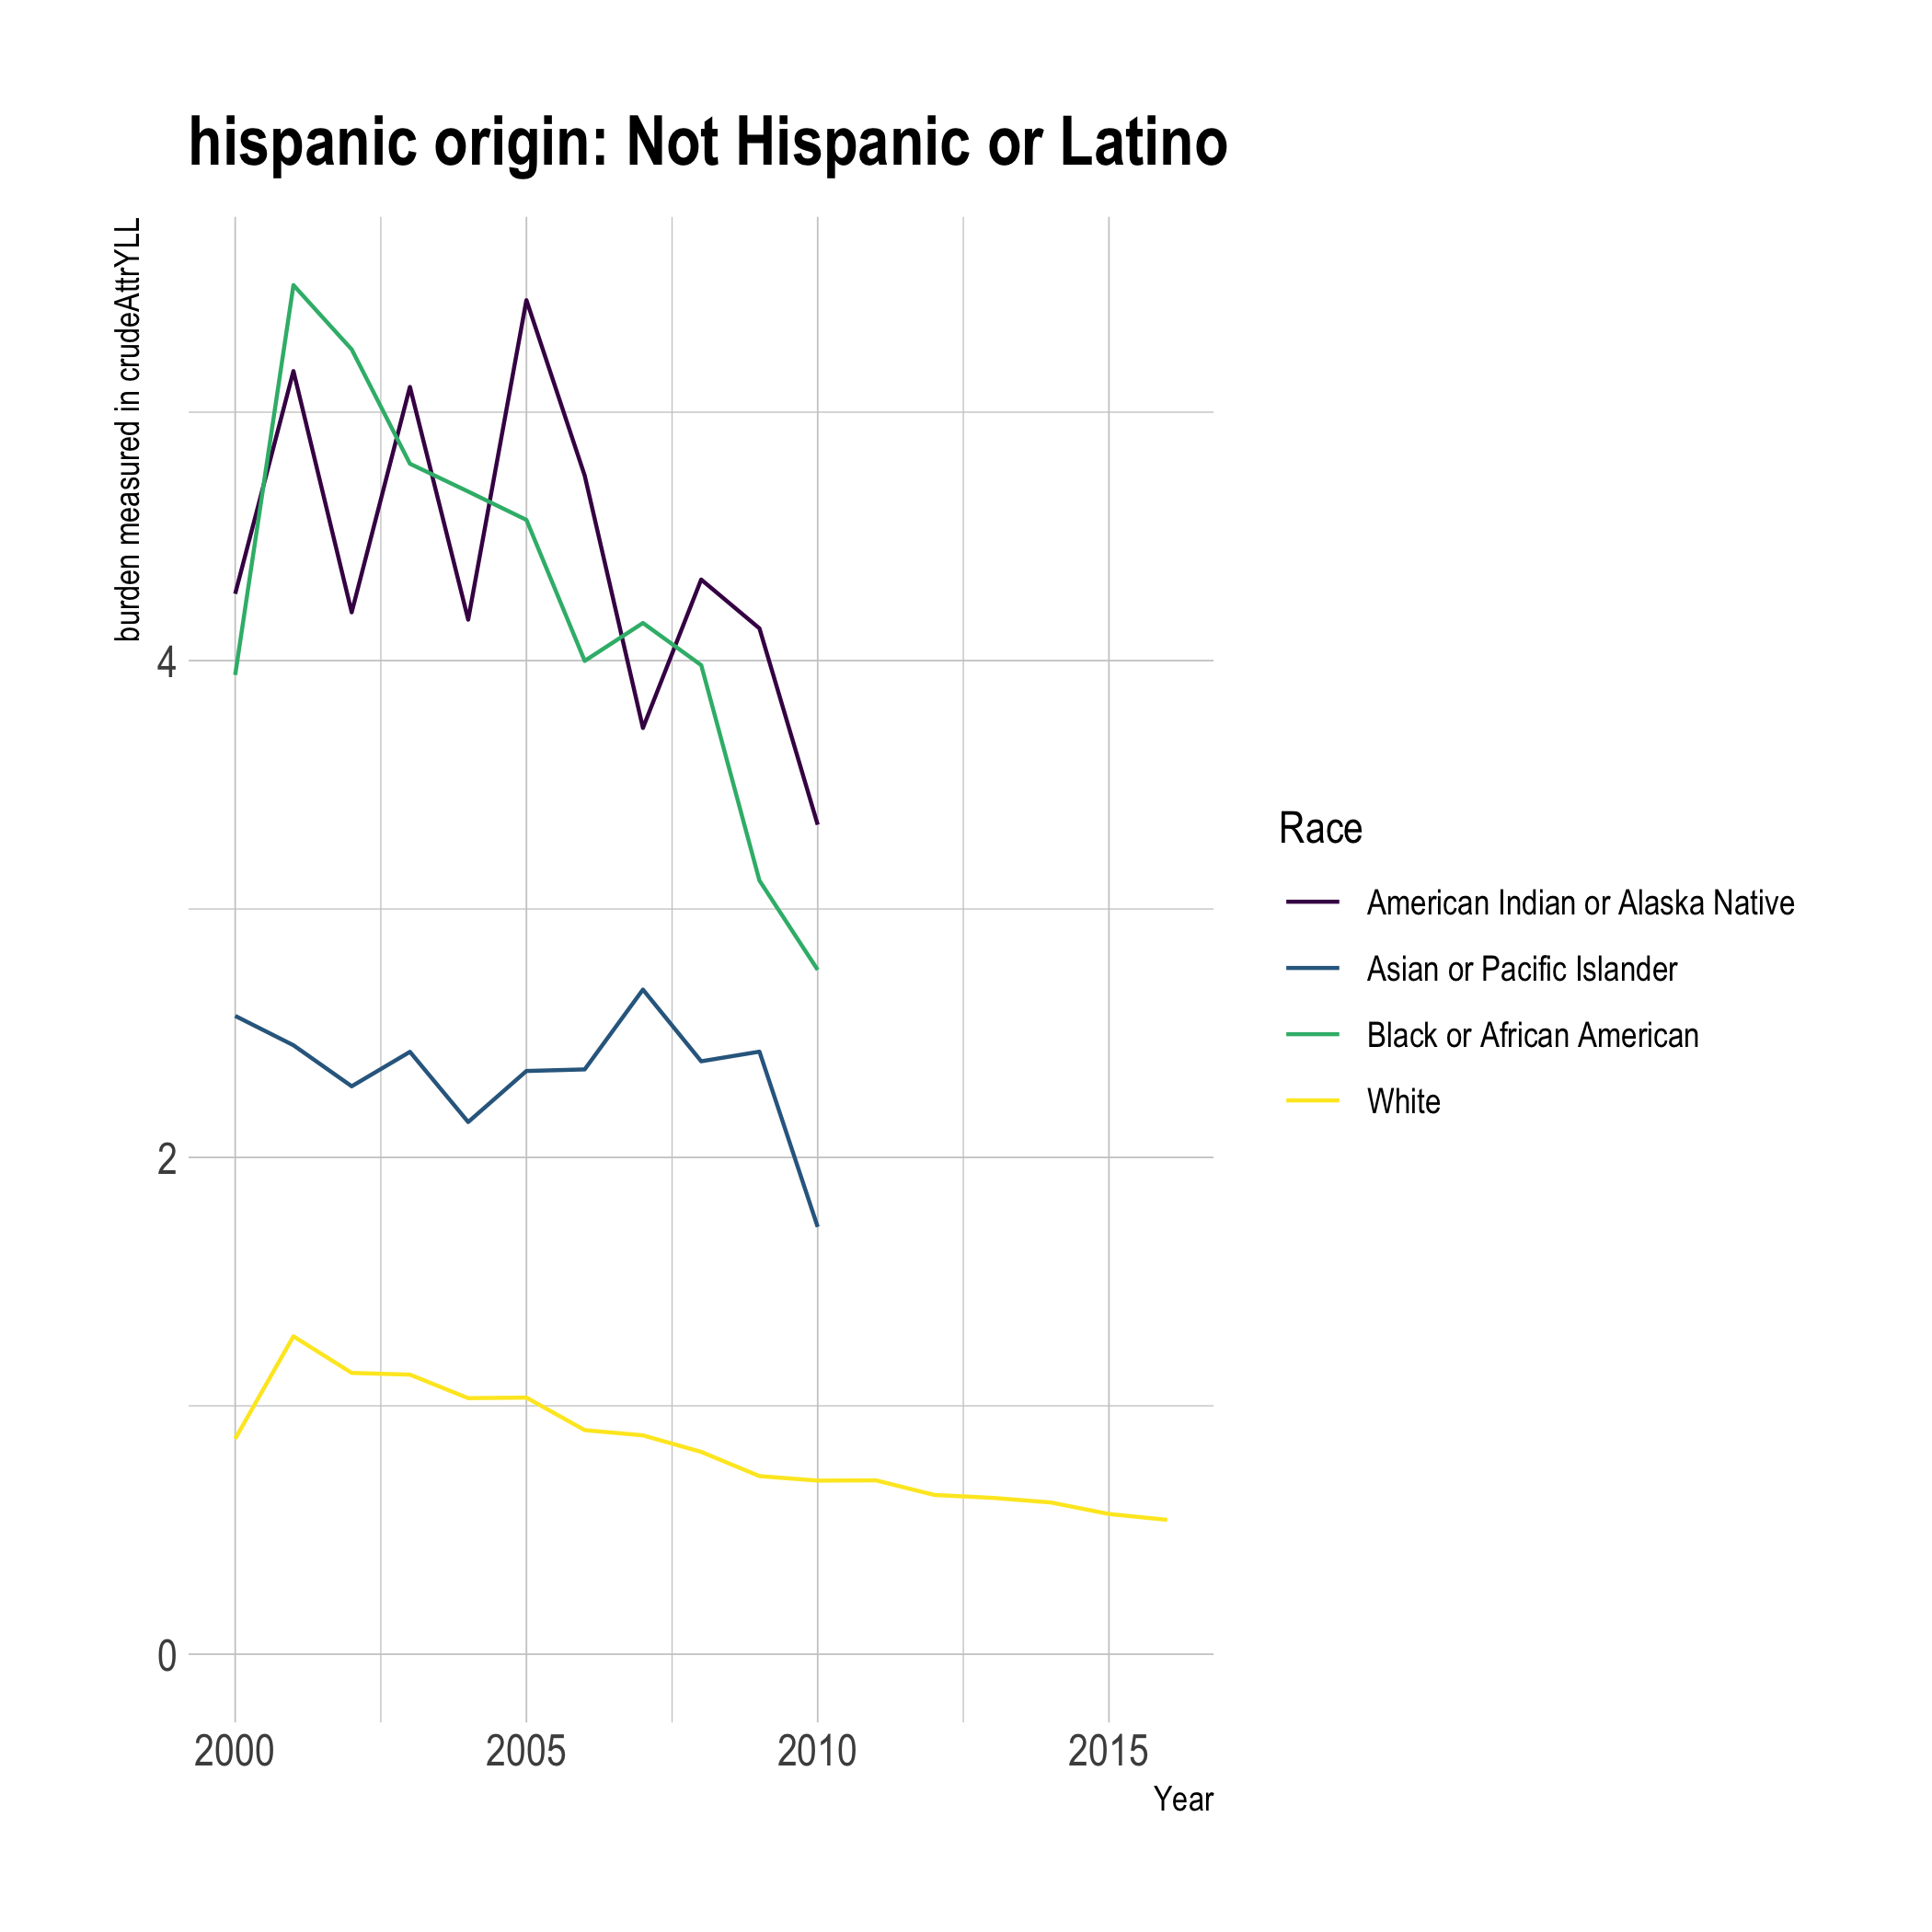 hispanic origin: Not Hispanic or Latino
burden measured in crudeAttrYLL
4
2
0
2000 2005 2010 2015
Year
Race
American Indian or Alaska Native
Asian or Pacific Islander
Black or African American
White